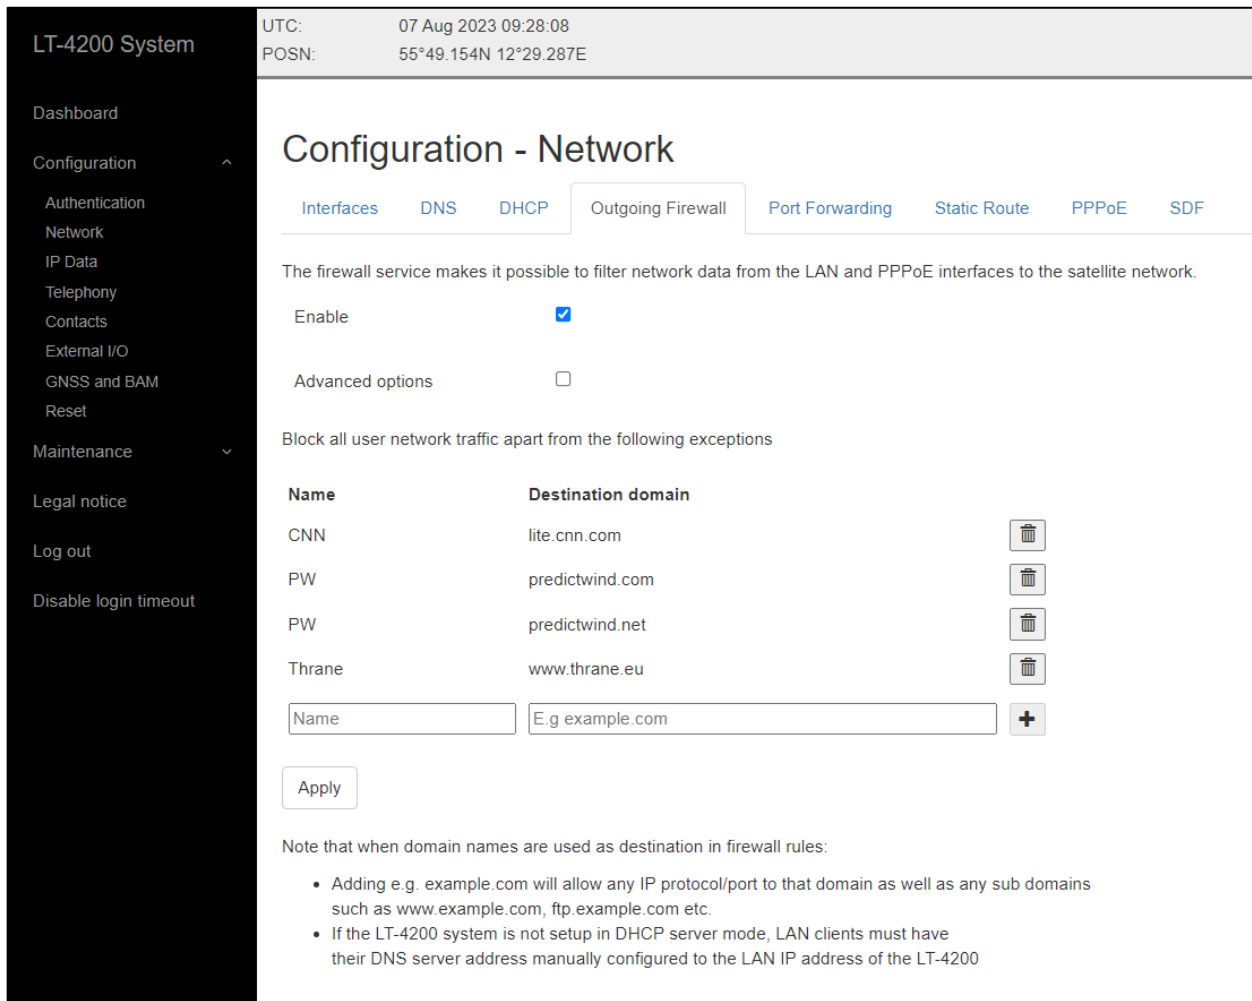 LT-4200 System
UTC: 07 Aug 2023 09:28:08
POSN: 55°49.154N 12°29.287E
Dashboard
Configuration
Authentication
Network
IP Data
Telephony
Contacts
External I/O
GNSS and BAM
Reset
Maintenance
Legal notice
Log out
Disable login timeout
Configuration - Network
Interfaces DNS DHCP Outgoing Firewall Port Forwarding Static Route PPPoE SDF
The firewall service makes it possible to filter network data from the LAN and PPPoE interfaces to the satellite network.
Enable
Advanced options
Block all user network traffic apart from the following exceptions
Name Destination domain
CNN lite.cnn.com
PW predictwind.com
PW predictwind.net
Thrane www.thrane.eu
Name E.g example.com
Apply
Note that when domain names are used as destination in firewall rules:
• Adding e.g. example.com will allow any IP protocol/port to that domain as well as any sub domains
such as www.example.com, ftp.example.com etc.
• If the LT-4200 system is not setup in DHCP server mode, LAN clients must have
their DNS server address manually configured to the LAN IP address of the LT-4200